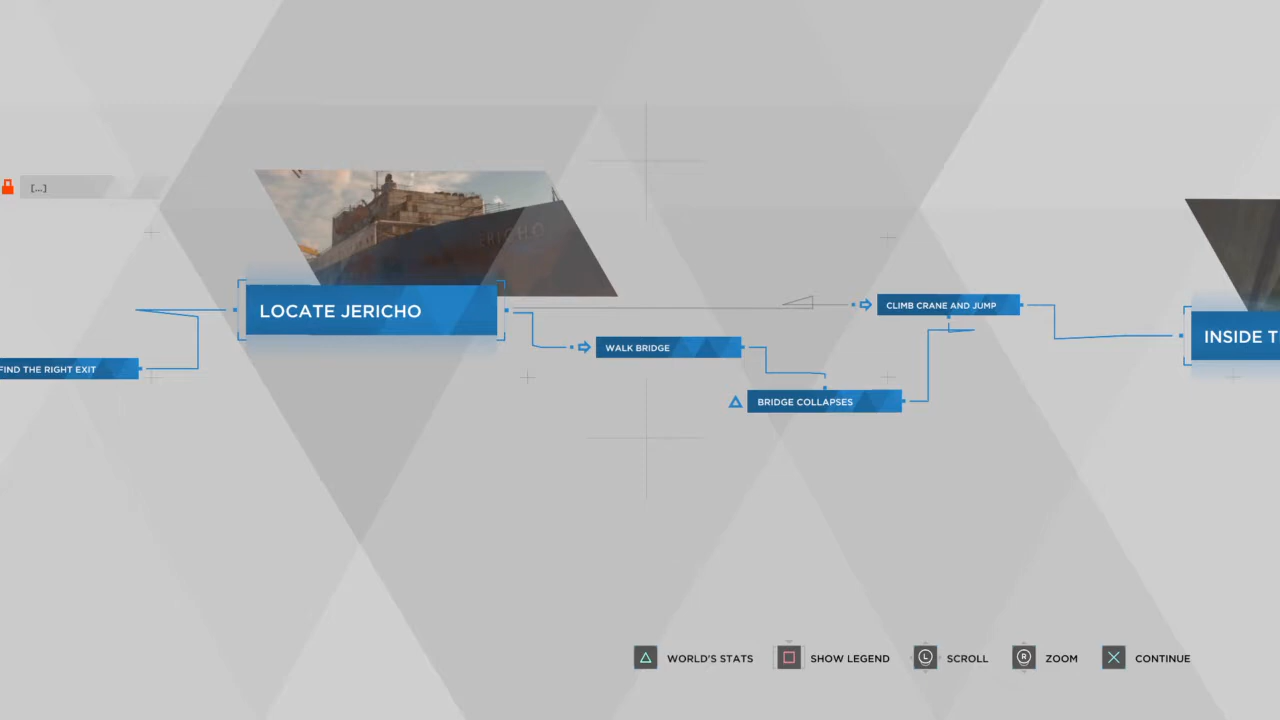 [...]
ERICHO
LOCATE JERICHO
CLIMB CRANE AND JUMP
INSIDE T
WALK BRIDGE
FIND THE RIGHT EXIT
BRIDGE COLLAPSES
WORLD'S STATS
SHOW LEGEND
L
SCROLL
R
ZOOM
CONTINUE